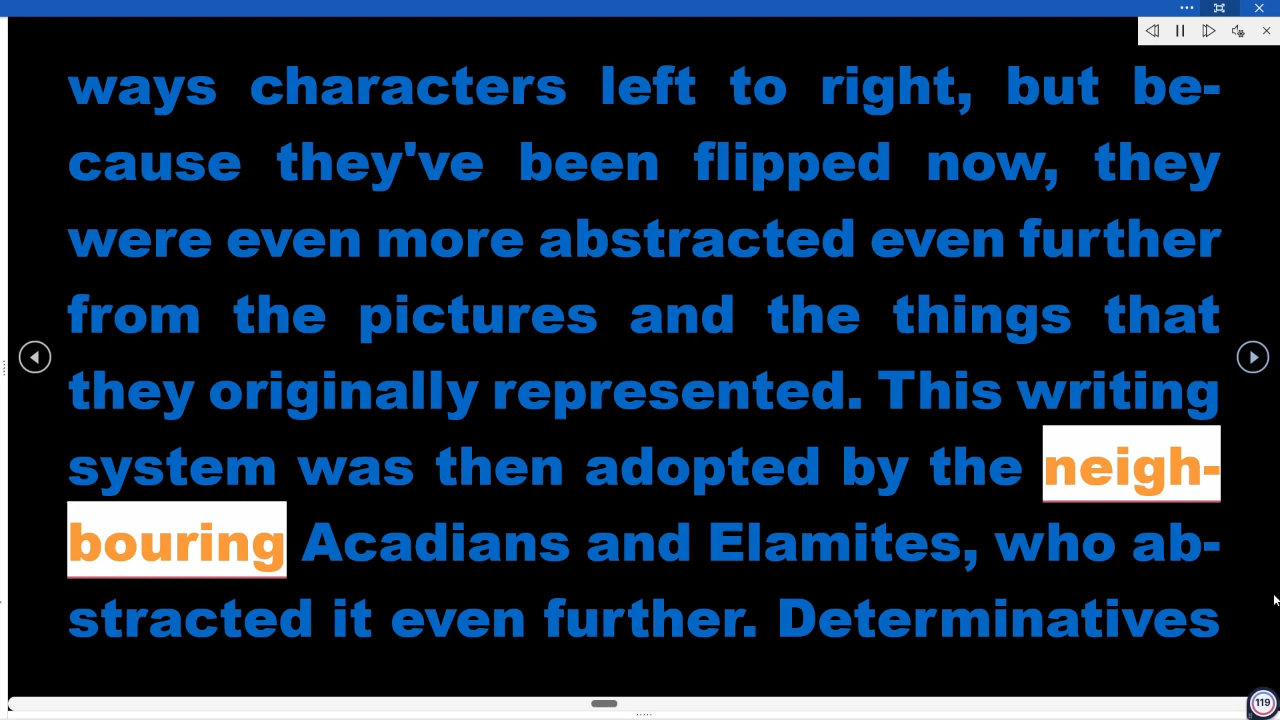 ways characters left to right, but be-
cause they've been flipped now, they
were even more abstracted even further
from the pictures and the things that
they originally represented. This writing
system was then adopted by the neigh-
bouring Acadians and Elamites, who ab-
stracted it even further. Determinatives
119